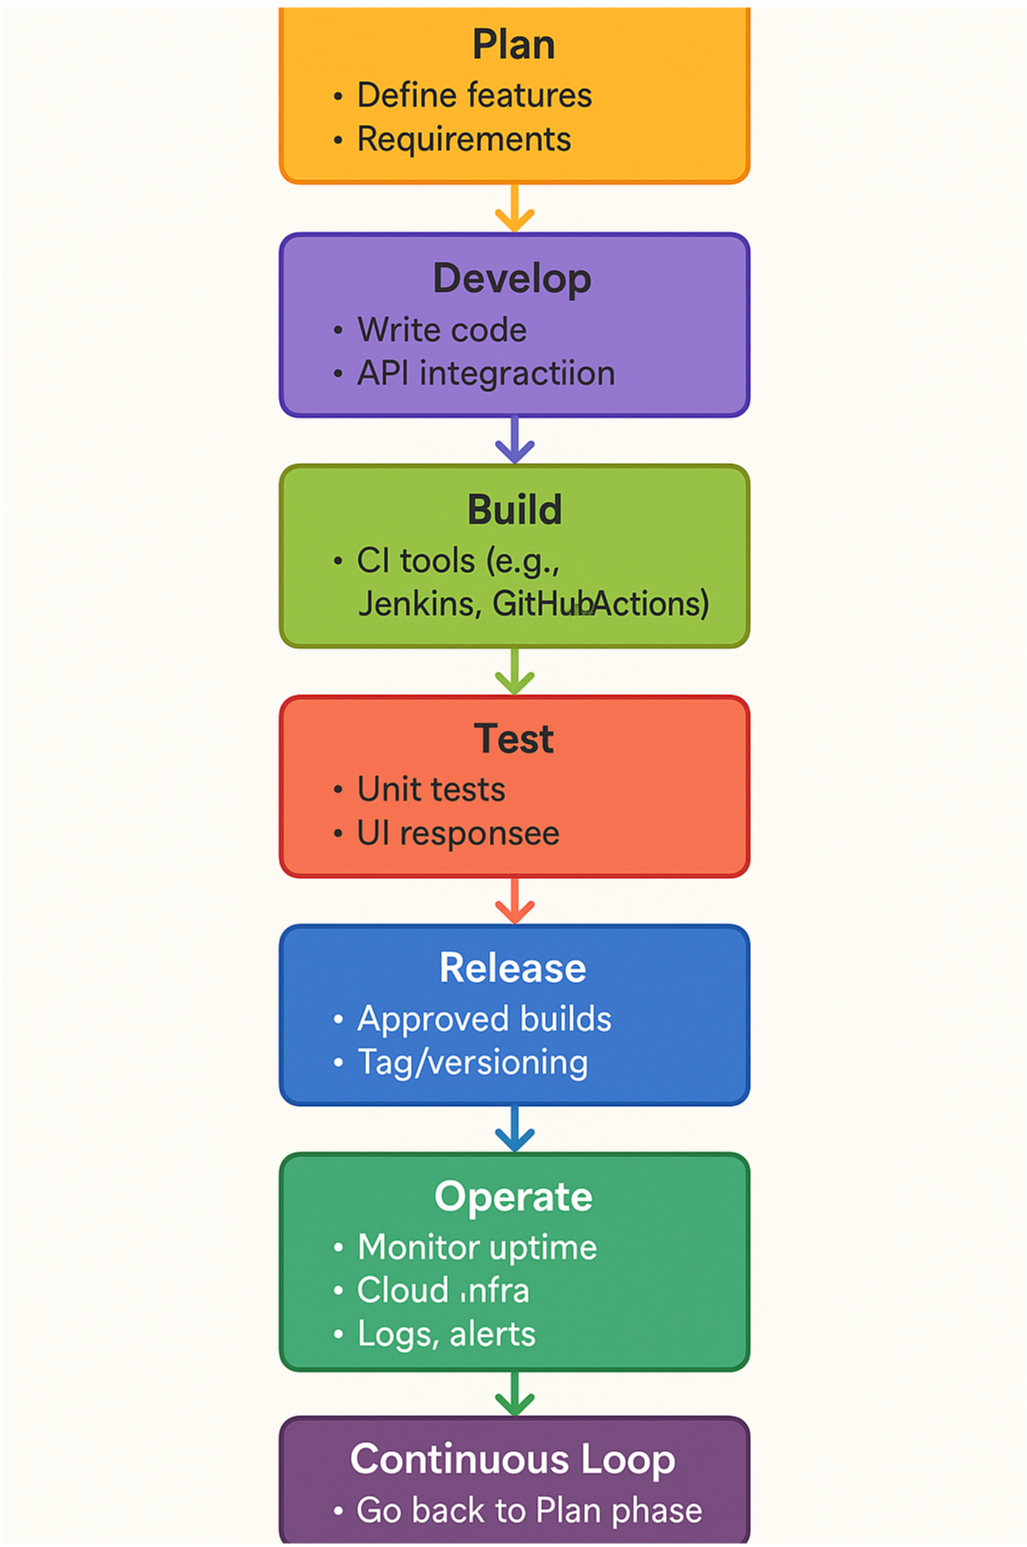 Plan
• Define features
• Requirements
Develop
• Write code
• API integractiion
Build
• CI tools (e.g.,
Jenkins, GitHubActions)
Test
• Unit tests
• UI responsee
Release
• Approved builds
• Tag/versioning
Operate
• Monitor uptime
• Cloud .nfra
• Logs, alerts
Continuous Loop
• Go back to Plan phase